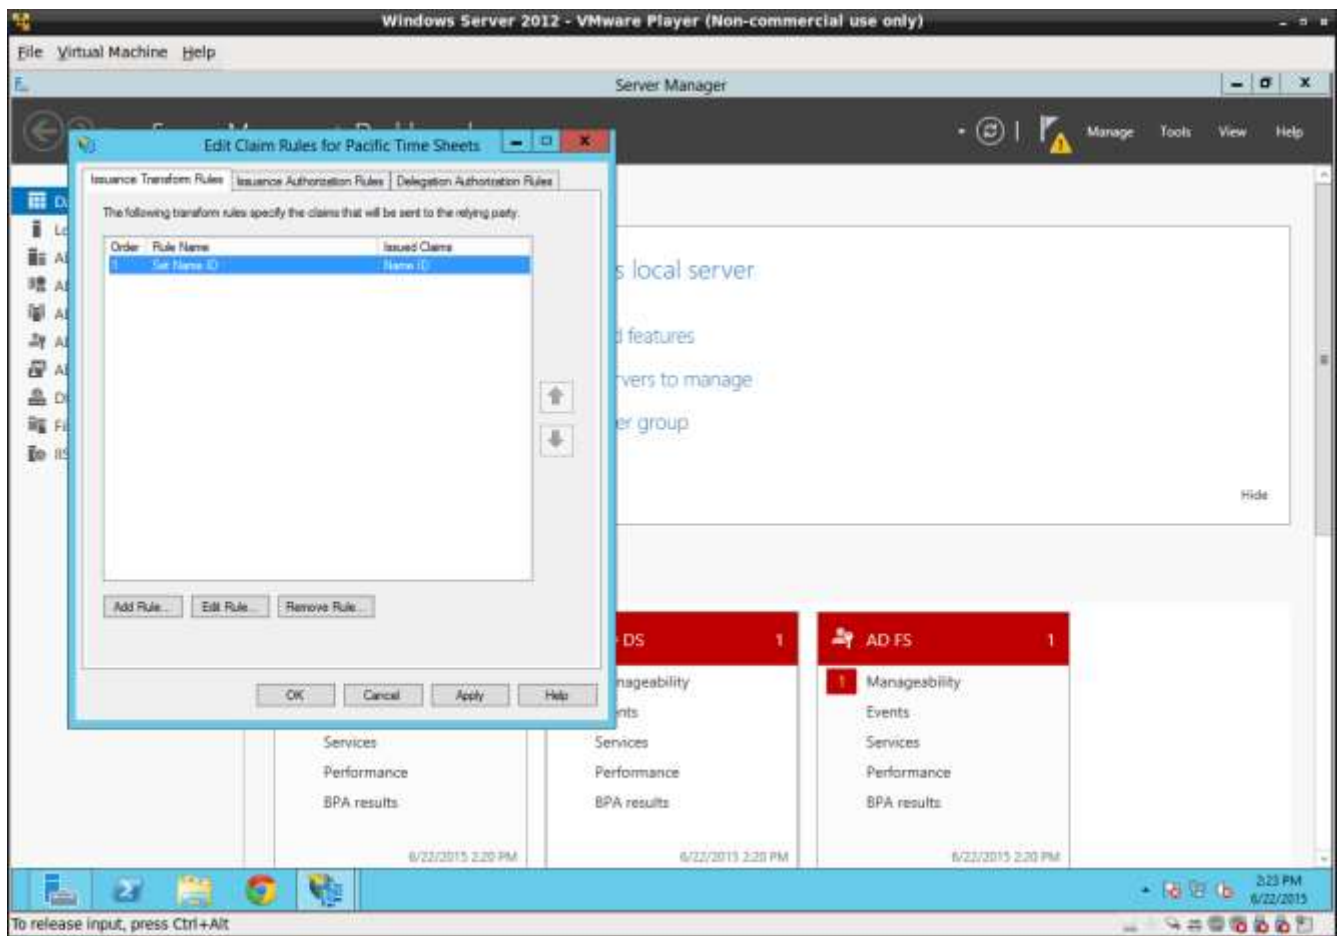 Windows Server 2012 - VMware Player (Non-commercial use only)
File Virtual Machine Help
Server Manager
Manage Tools View Help
Edit Claim Rules for Pacific Time Sheets
Issuance Transform Rules Issuance Authorization Rules Delegation Authorization Rules
The following transform rules specify the claims that will be sent to the relying party.
Order Rule Name Issued Claims
1 Set Name ID Name ID
s local server
d features
rvers to manage
er group
Hide
Add Rule... Edit Rule... Remove Rule...
OK Cancel Apply Help
DS 1
AD FS 1
nageability
1 Manageability
nts
Events
Services
Services
Services
Performance
Performance
Performance
BPA results
BPA results
BPA results
6/22/2015 2:20 PM
6/22/2015 2:20 PM
6/22/2015 2:20 PM
2:23 PM
6/22/2015
To release input, press Ctrl+Alt